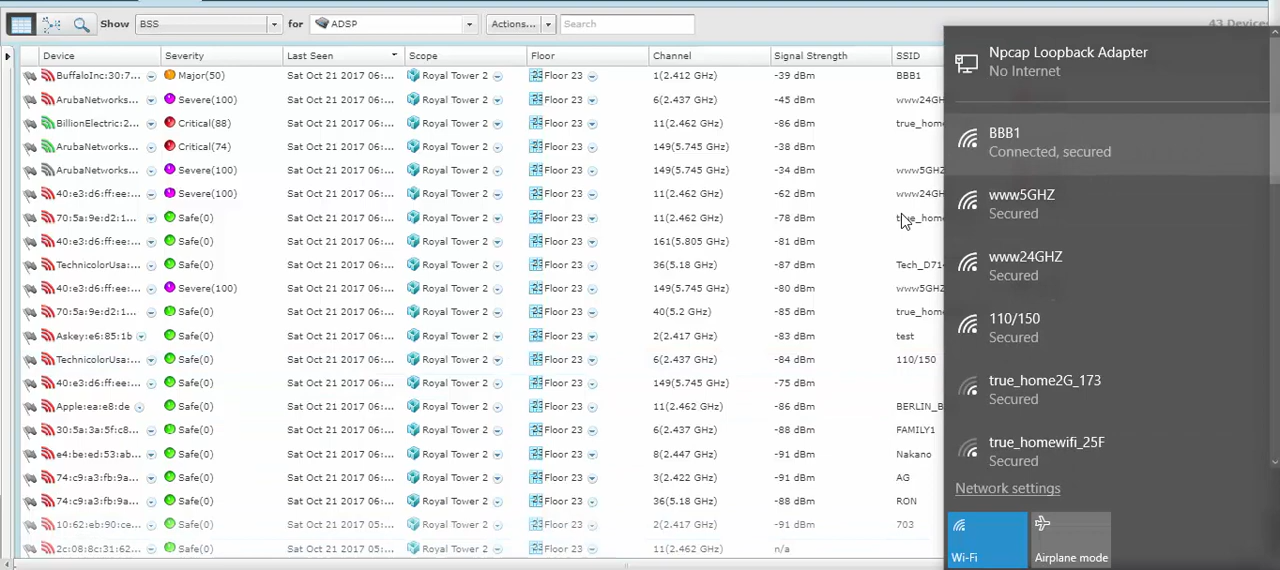 Show BSS for ADSP Actions... Search 43 Devices
Device Severity Last Seen Scope Floor Channel Signal Strength SSID
BuffaloInc:30:7... Major(50) Sat Oct 21 2017 06:... Royal Tower 2 Floor 23 1(2.412 GHz) -39 dBm BBB1
ArubaNetworks... Severe(100) Sat Oct 21 2017 06:... Royal Tower 2 Floor 23 6(2.437 GHz) -45 dBm www24GH
BillionElectric:2... Critical(88) Sat Oct 21 2017 06:... Royal Tower 2 Floor 23 11(2.462 GHz) -86 dBm true_hom
ArubaNetworks... Critical(74) Sat Oct 21 2017 06:... Royal Tower 2 Floor 23 149(5.745 GHz) -38 dBm
ArubaNetworks... Severe(100) Sat Oct 21 2017 06:... Royal Tower 2 Floor 23 149(5.745 GHz) -34 dBm www5GH
40:e3:d6:ff:ee:... Severe(100) Sat Oct 21 2017 06:... Royal Tower 2 Floor 23 11(2.462 GHz) -62 dBm www24GH
70:5a:9e:d2:1... Safe(0) Sat Oct 21 2017 06:... Royal Tower 2 Floor 23 11(2.462 GHz) -78 dBm true_hom
40:e3:d6:ff:ee:... Safe(0) Sat Oct 21 2017 06:... Royal Tower 2 Floor 23 161(5.805 GHz) -81 dBm
TechnicolorUsa:... Safe(0) Sat Oct 21 2017 06:... Royal Tower 2 Floor 23 36(5.18 GHz) -87 dBm Tech_D71
40:e3:d6:ff:ee:... Severe(100) Sat Oct 21 2017 06:... Royal Tower 2 Floor 23 149(5.745 GHz) -80 dBm www5GH
70:5a:9e:d2:1... Safe(0) Sat Oct 21 2017 06:... Royal Tower 2 Floor 23 40(5.2 GHz) -85 dBm true_hom
Askey:e6:85:1b Safe(0) Sat Oct 21 2017 06:... Royal Tower 2 Floor 23 2(2.417 GHz) -83 dBm test
TechnicolorUsa:... Safe(0) Sat Oct 21 2017 06:... Royal Tower 2 Floor 23 6(2.437 GHz) -84 dBm 110/150
40:e3:d6:ff:ee:... Safe(0) Sat Oct 21 2017 06:... Royal Tower 2 Floor 23 149(5.745 GHz) -75 dBm
Apple:ea:e8:de Safe(0) Sat Oct 21 2017 06:... Royal Tower 2 Floor 23 11(2.462 GHz) -86 dBm BERLIN_B
30:5a:3a:5f:c8... Safe(0) Sat Oct 21 2017 06:... Royal Tower 2 Floor 23 6(2.437 GHz) -88 dBm FAMILY1
e4:be:ed:53:ab... Safe(0) Sat Oct 21 2017 06:... Royal Tower 2 Floor 23 8(2.447 GHz) -91 dBm Nakano
74:c9:a3:fb:9a... Safe(0) Sat Oct 21 2017 06:... Royal Tower 2 Floor 23 3(2.422 GHz) -91 dBm AG
74:c9:a3:fb:9a... Safe(0) Sat Oct 21 2017 06:... Royal Tower 2 Floor 23 36(5.18 GHz) -88 dBm RON
10:62:eb:90:ce... Safe(0) Sat Oct 21 2017 05:... Royal Tower 2 Floor 23 2(2.417 GHz) -91 dBm 703
2c:08:8c:31:62... Safe(0) Sat Oct 21 2017 05:... Royal Tower 2 Floor 23 11(2.462 GHz) n/a
Npcap Loopback Adapter
No Internet
BBB1
Connected, secured
www5GHZ
Secured
www24GHZ
Secured
110/150
Secured
true_home2G_173
Secured
true_homewifi_25F
Secured
Network settings
Wi-Fi
Airplane mode